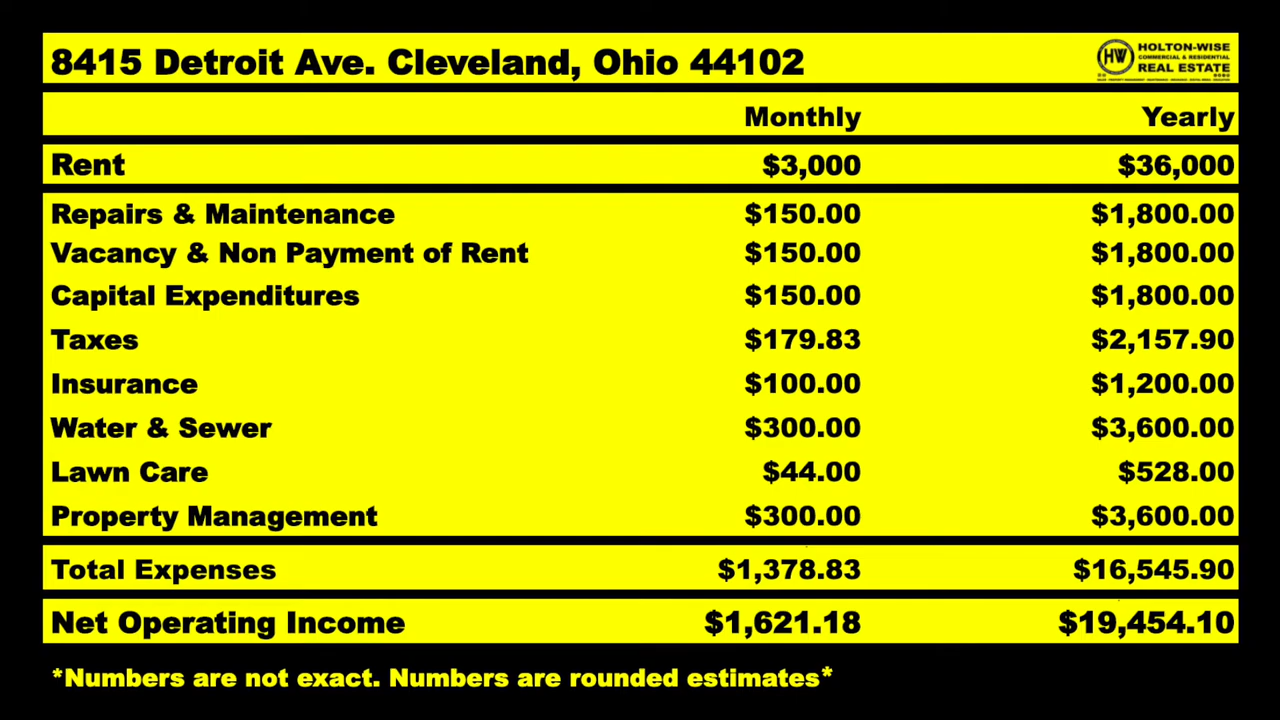 8415 Detroit Ave. Cleveland, Ohio 44102
HW
HOLTON-WISE
COMMERCIAL & RESIDENTIAL
REAL ESTATE
Monthly Yearly
Rent $3,000 $36,000
Repairs & Maintenance $150.00 $1,800.00
Vacancy & Non Payment of Rent $150.00 $1,800.00
Capital Expenditures $150.00 $1,800.00
Taxes $179.83 $2,157.90
Insurance $100.00 $1,200.00
Water & Sewer $300.00 $3,600.00
Lawn Care $44.00 $528.00
Property Management $300.00 $3,600.00
Total Expenses $1,378.83 $16,545.90
Net Operating Income $1,621.18 $19,454.10
*Numbers are not exact. Numbers are rounded estimates*